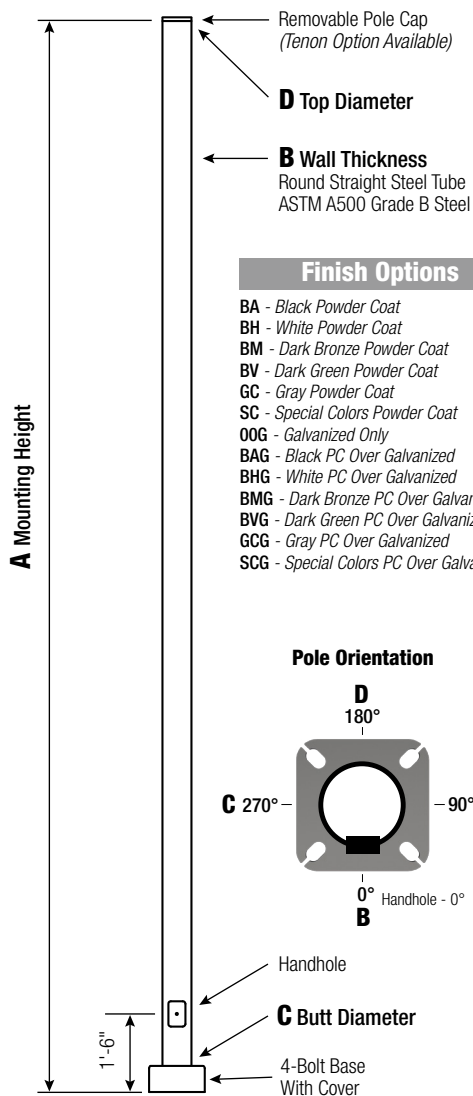 Removable Pole Cap
(Tenon Option Available)
D Top Diameter
B Wall Thickness
Round Straight Steel Tube
ASTM A500 Grade B Steel
Finish Options
BA - Black Powder Coat
BH - White Powder Coat
BM - Dark Bronze Powder Coat
BV - Dark Green Powder Coat
GC - Gray Powder Coat
SC - Special Colors Powder Coat
00G - Galvanized Only
BAG - Black PC Over Galvanized
BHG - White PC Over Galvanized
BMG - Dark Bronze PC Over Galvan
BVG - Dark Green PC Over Galvaniz
GCG - Gray PC Over Galvanized
SCG - Special Colors PC Over Galva
A Mounting Height
Pole Orientation
D
180°
C 270°
90°
0° Handhole - 0°
B
Handhole
1'-6"
C Butt Diameter
4-Bolt Base
With Cover